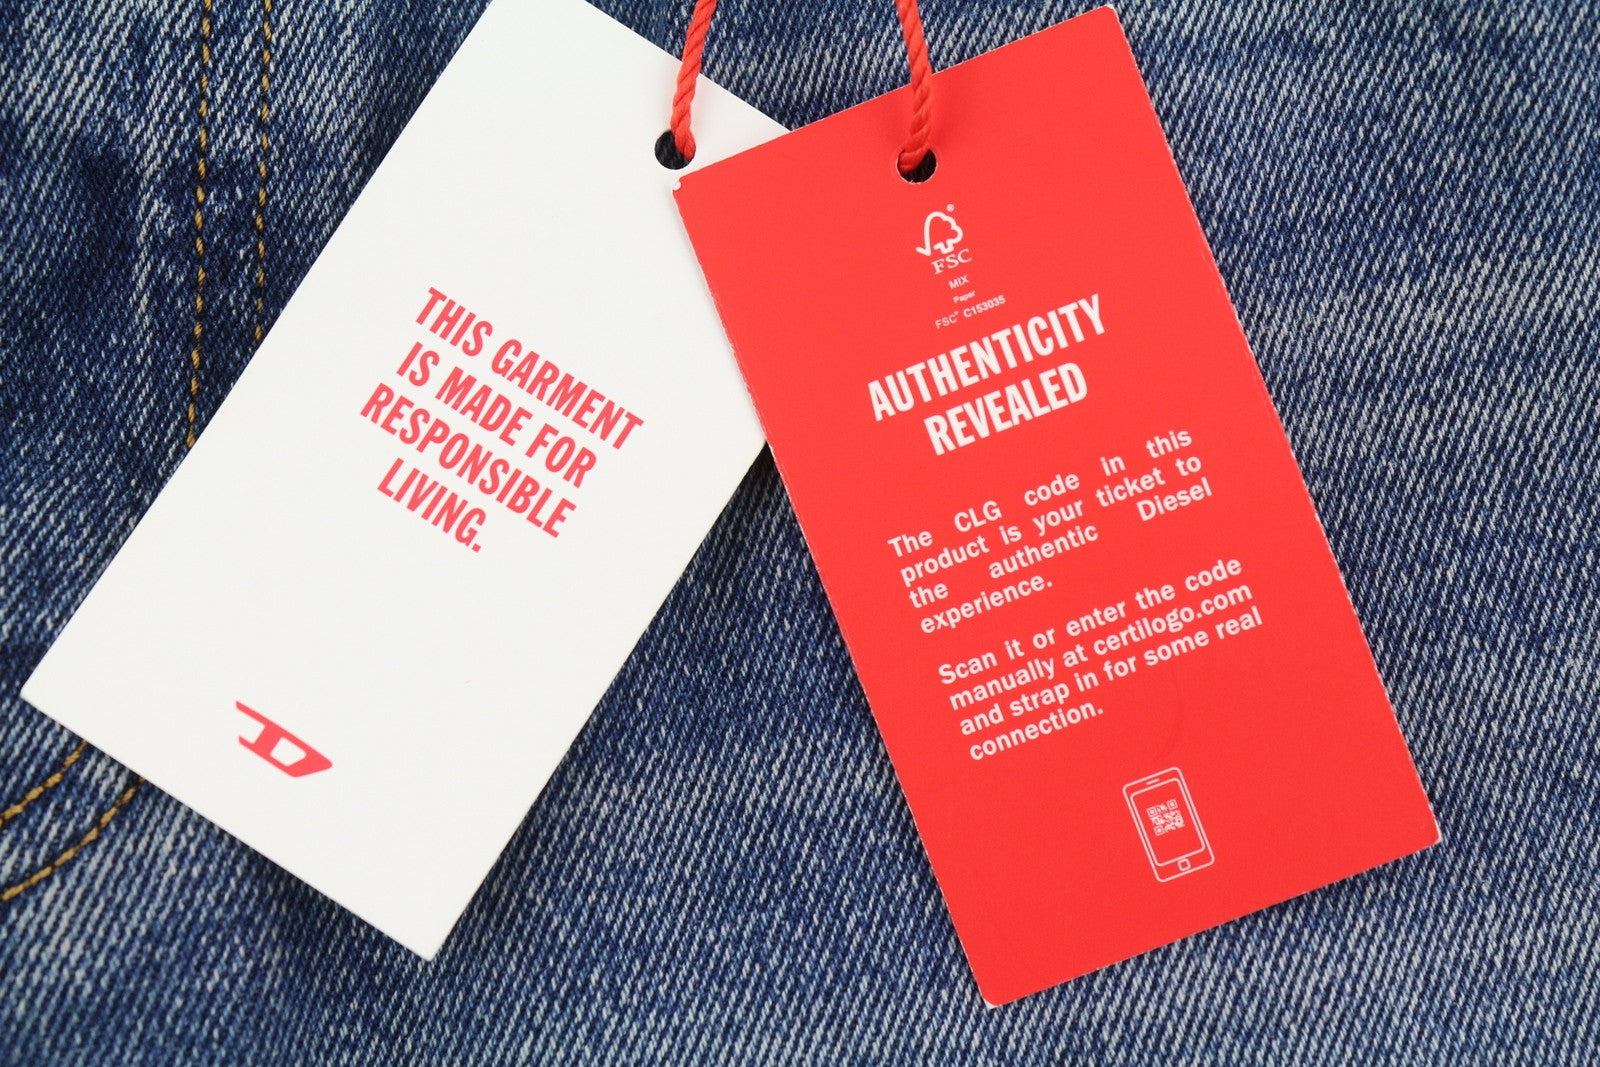 THIS GARMENT
IS MADE FOR
RESPONSIBLE
LIVING.
D
FSC
MIX
Paper
FSC® C153035
AUTHENTICITY
REVEALED
The CLG code in this
product is your ticket to
the authentic Diesel
experience.
Scan it or enter the code
manually at certilogo.com
and strap in for some real
connection.